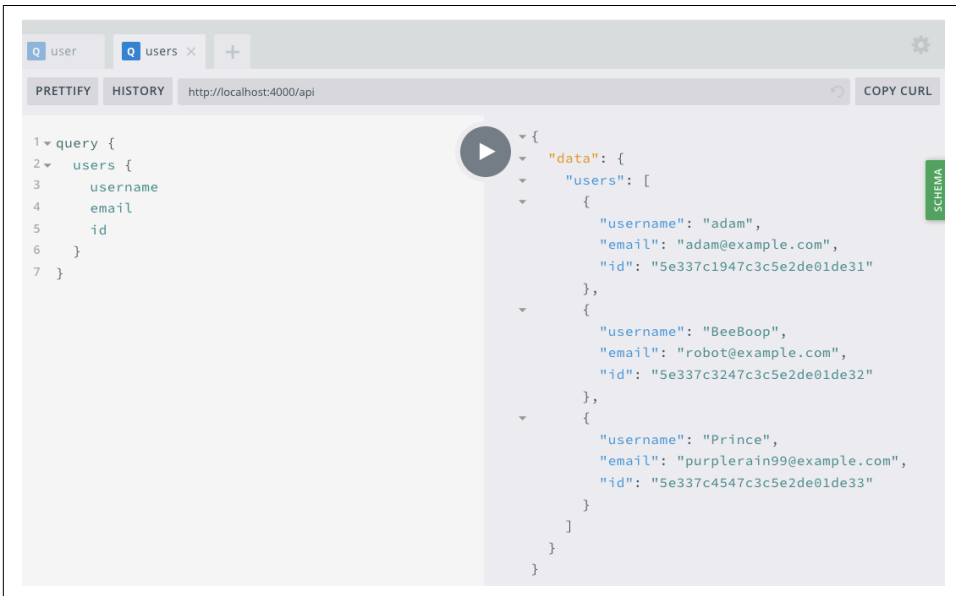 Q user
Q users ×
+
PRETTIFY HISTORY http://localhost:4000/api COPY CURL
1 query {
2   users {
3     username
4     email
5     id
6   }
7 }
{
  "data": {
    "users": [
      {
        "username": "adam",
        "email": "adam@example.com",
        "id": "5e337c1947c3c5e2de01de31"
      },
      {
        "username": "BeeBoop",
        "email": "robot@example.com",
        "id": "5e337c3247c3c5e2de01de32"
      },
      {
        "username": "Prince",
        "email": "purplerain99@example.com",
        "id": "5e337c4547c3c5e2de01de33"
      }
    ]
  }
}
SCHEMA